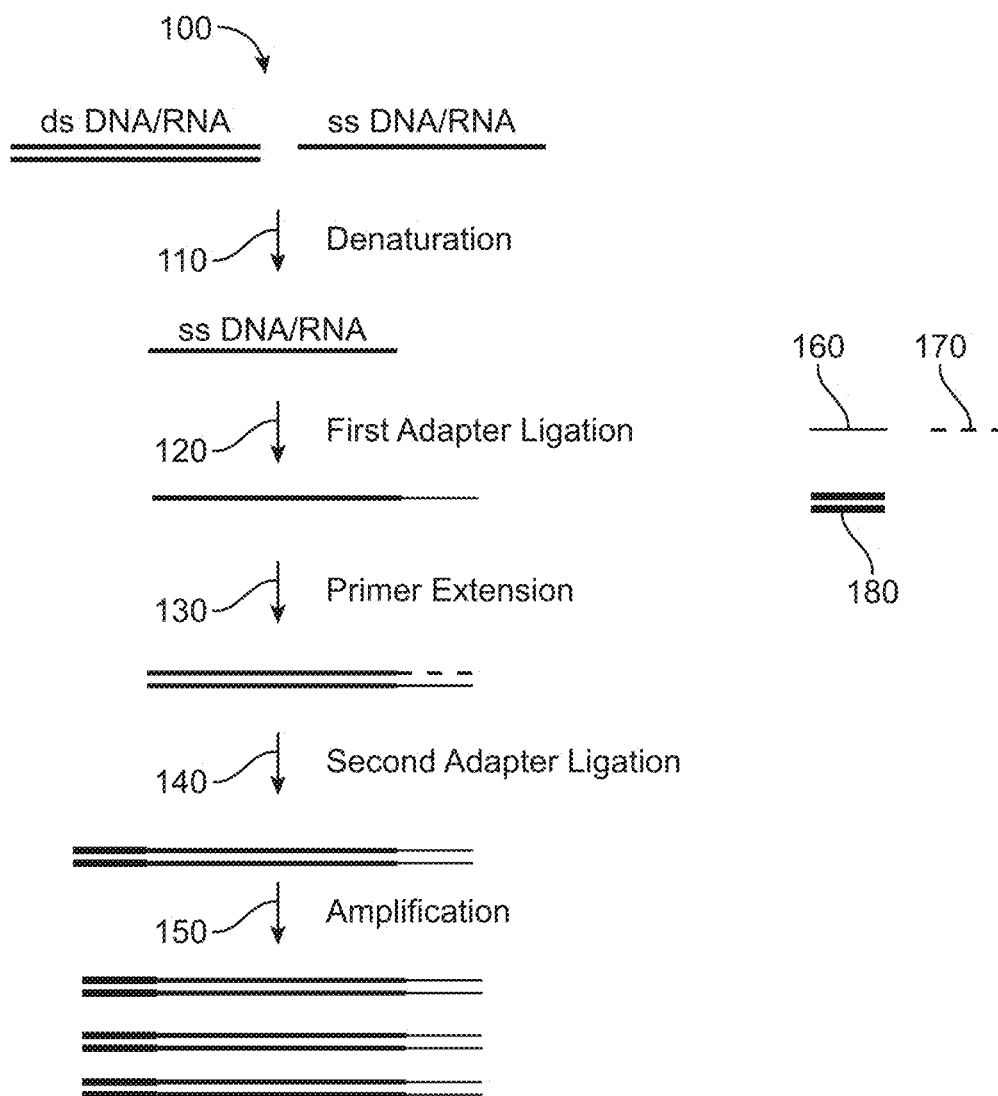 100
ds DNA/RNA
ss DNA/RNA
110
Denaturation
ss DNA/RNA
160
170
120
First Adapter Ligation
130
Primer Extension
180
140
Second Adapter Ligation
150
Amplification